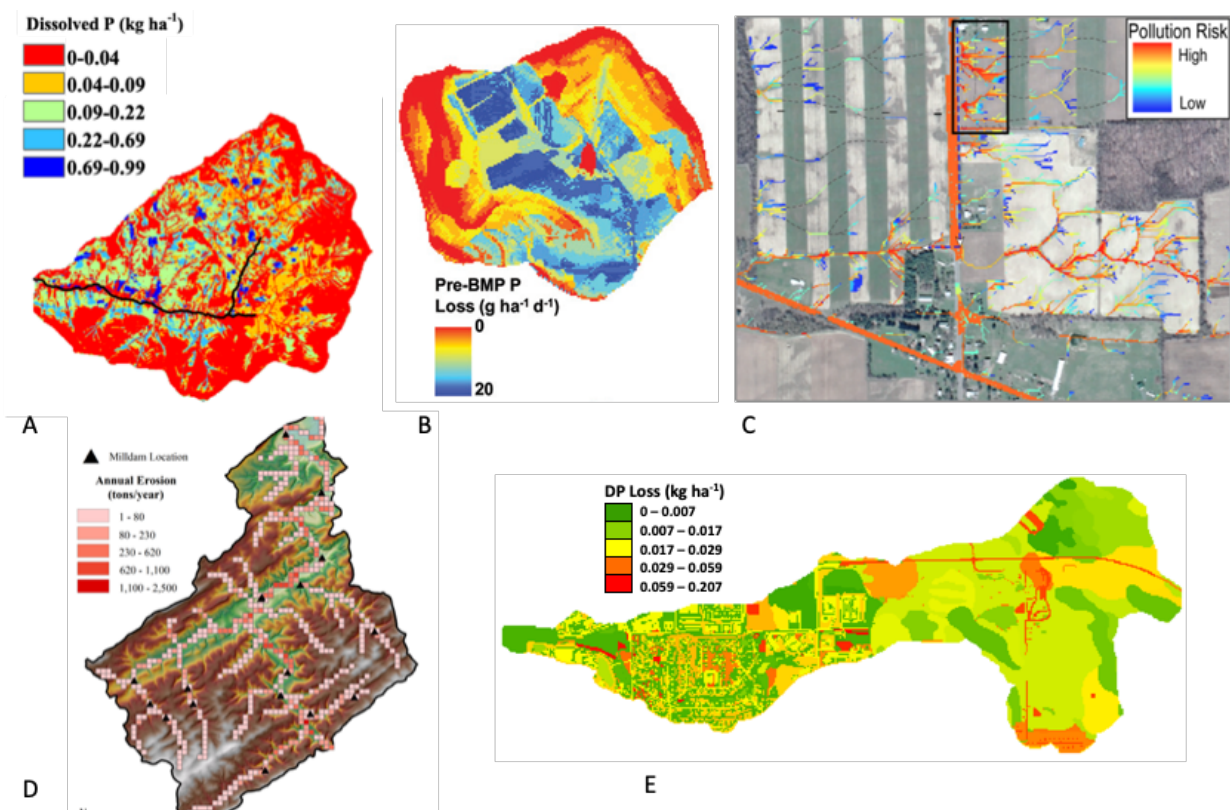 Dissolved P (kg ha⁻¹)
0-0.04
0.04-0.09
0.09-0.22
0.22-0.69
0.69-0.99
A
Pre-BMP P
Loss (g ha⁻¹ d⁻¹)
0
20
B
Pollution Risk
High
Low
C
Milldam Location
Annual Erosion
(tons/year)
1 - 80
80 - 230
230 - 620
620 - 1,100
1,100 - 2,500
D
DP Loss (kg ha⁻¹)
0 – 0.007
0.007 – 0.017
0.017 – 0.029
0.029 – 0.059
0.059 – 0.207
E